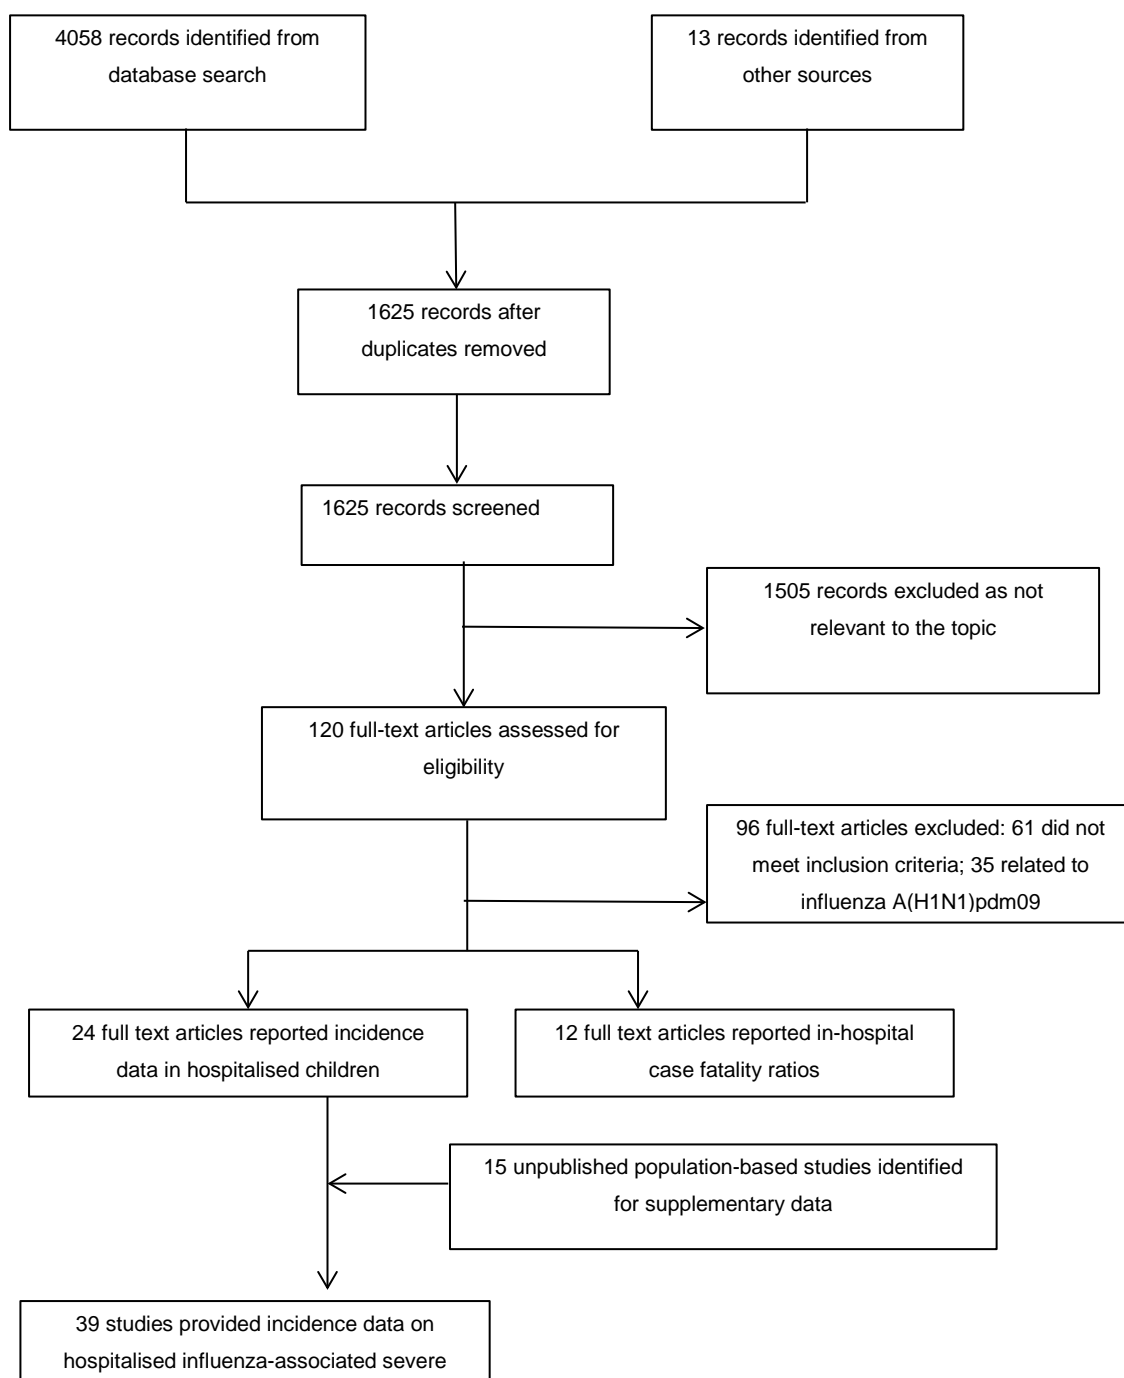 4058 records identified from
database search
13 records identified from
other sources
1625 records after
duplicates removed
1625 records screened
1505 records excluded as not
relevant to the topic
120 full-text articles assessed for
eligibility
96 full-text articles excluded: 61 did not
meet inclusion criteria; 35 related to
influenza A(H1N1)pdm09
24 full text articles reported incidence
data in hospitalised children
12 full text articles reported in-hospital
case fatality ratios
15 unpublished population-based studies identified
for supplementary data
39 studies provided incidence data on
hospitalised influenza-associated severe